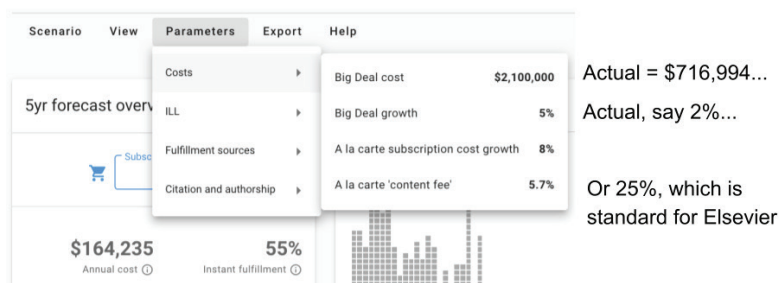 Scenario View Parameters Export Help
Costs
ILL
Fulfillment sources
Citation and authorship
Big Deal cost $2,100,000
Big Deal growth 5%
A la carte subscription cost growth 8%
A la carte 'content fee' 5.7%
Actual = $716,994...
Actual, say 2%...
Or 25%, which is
standard for Elsevier
5yr forecast overv
Subsc
$164,235 55%
Annual cost Instant fulfillment